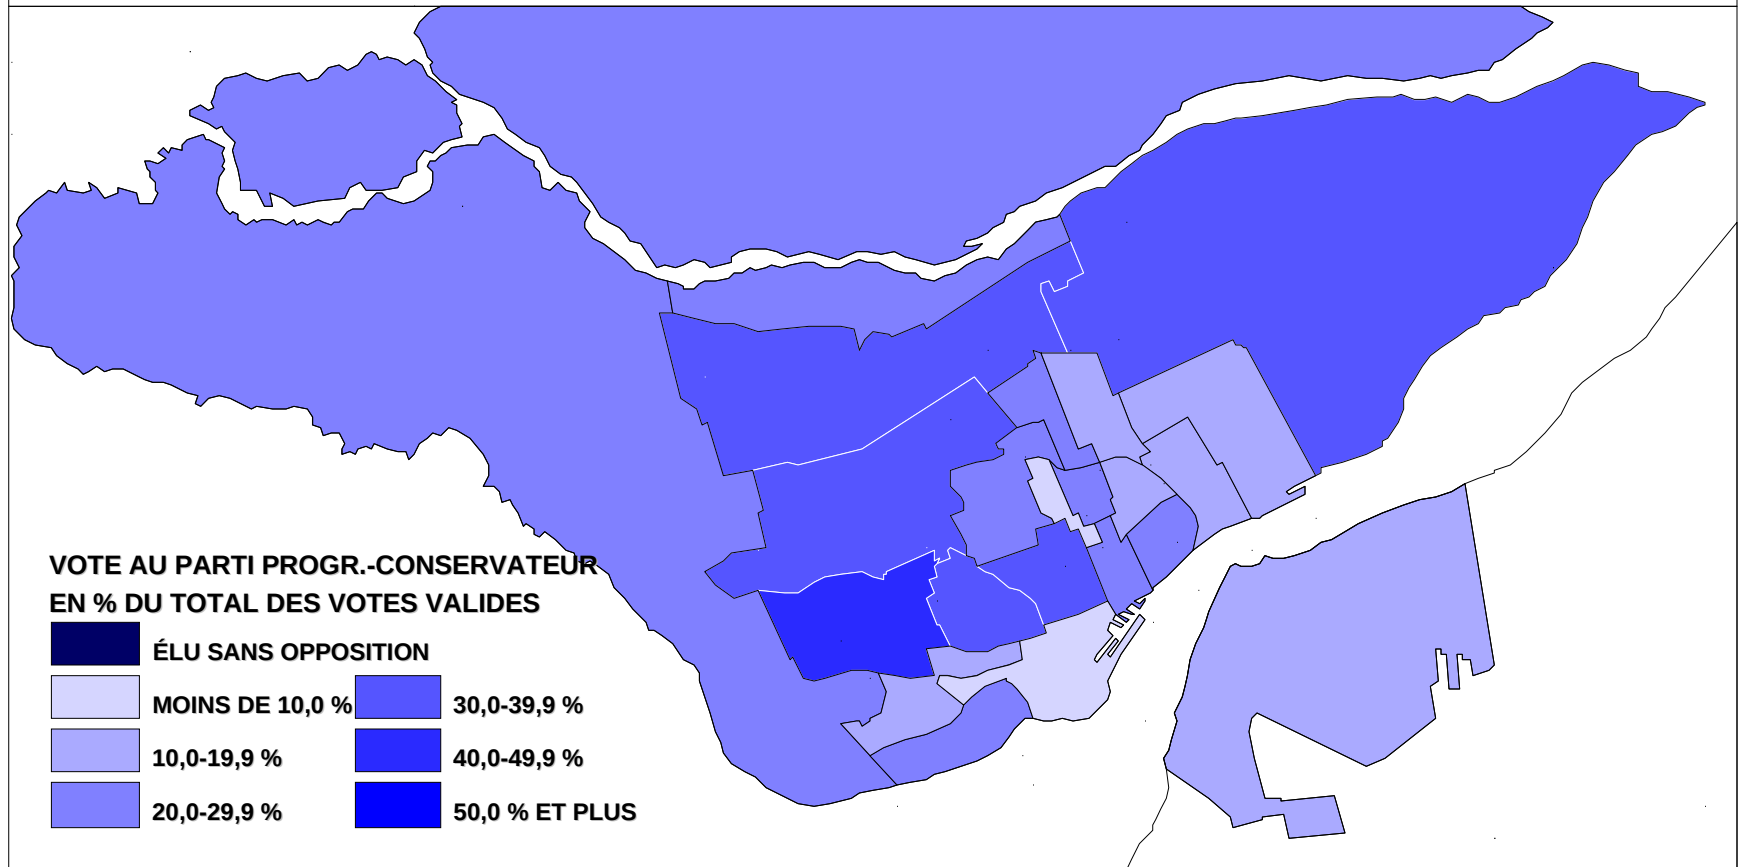 VOTE AU PARTI PROGR.-CONSERVATEUR
EN % DU TOTAL DES VOTES VALIDES
ÉLU SANS OPPOSITION
MOINS DE 10,0 %
10,0-19,9 %
20,0-29,9 %
30,0-39,9 %
40,0-49,9 %
50,0 % ET PLUS